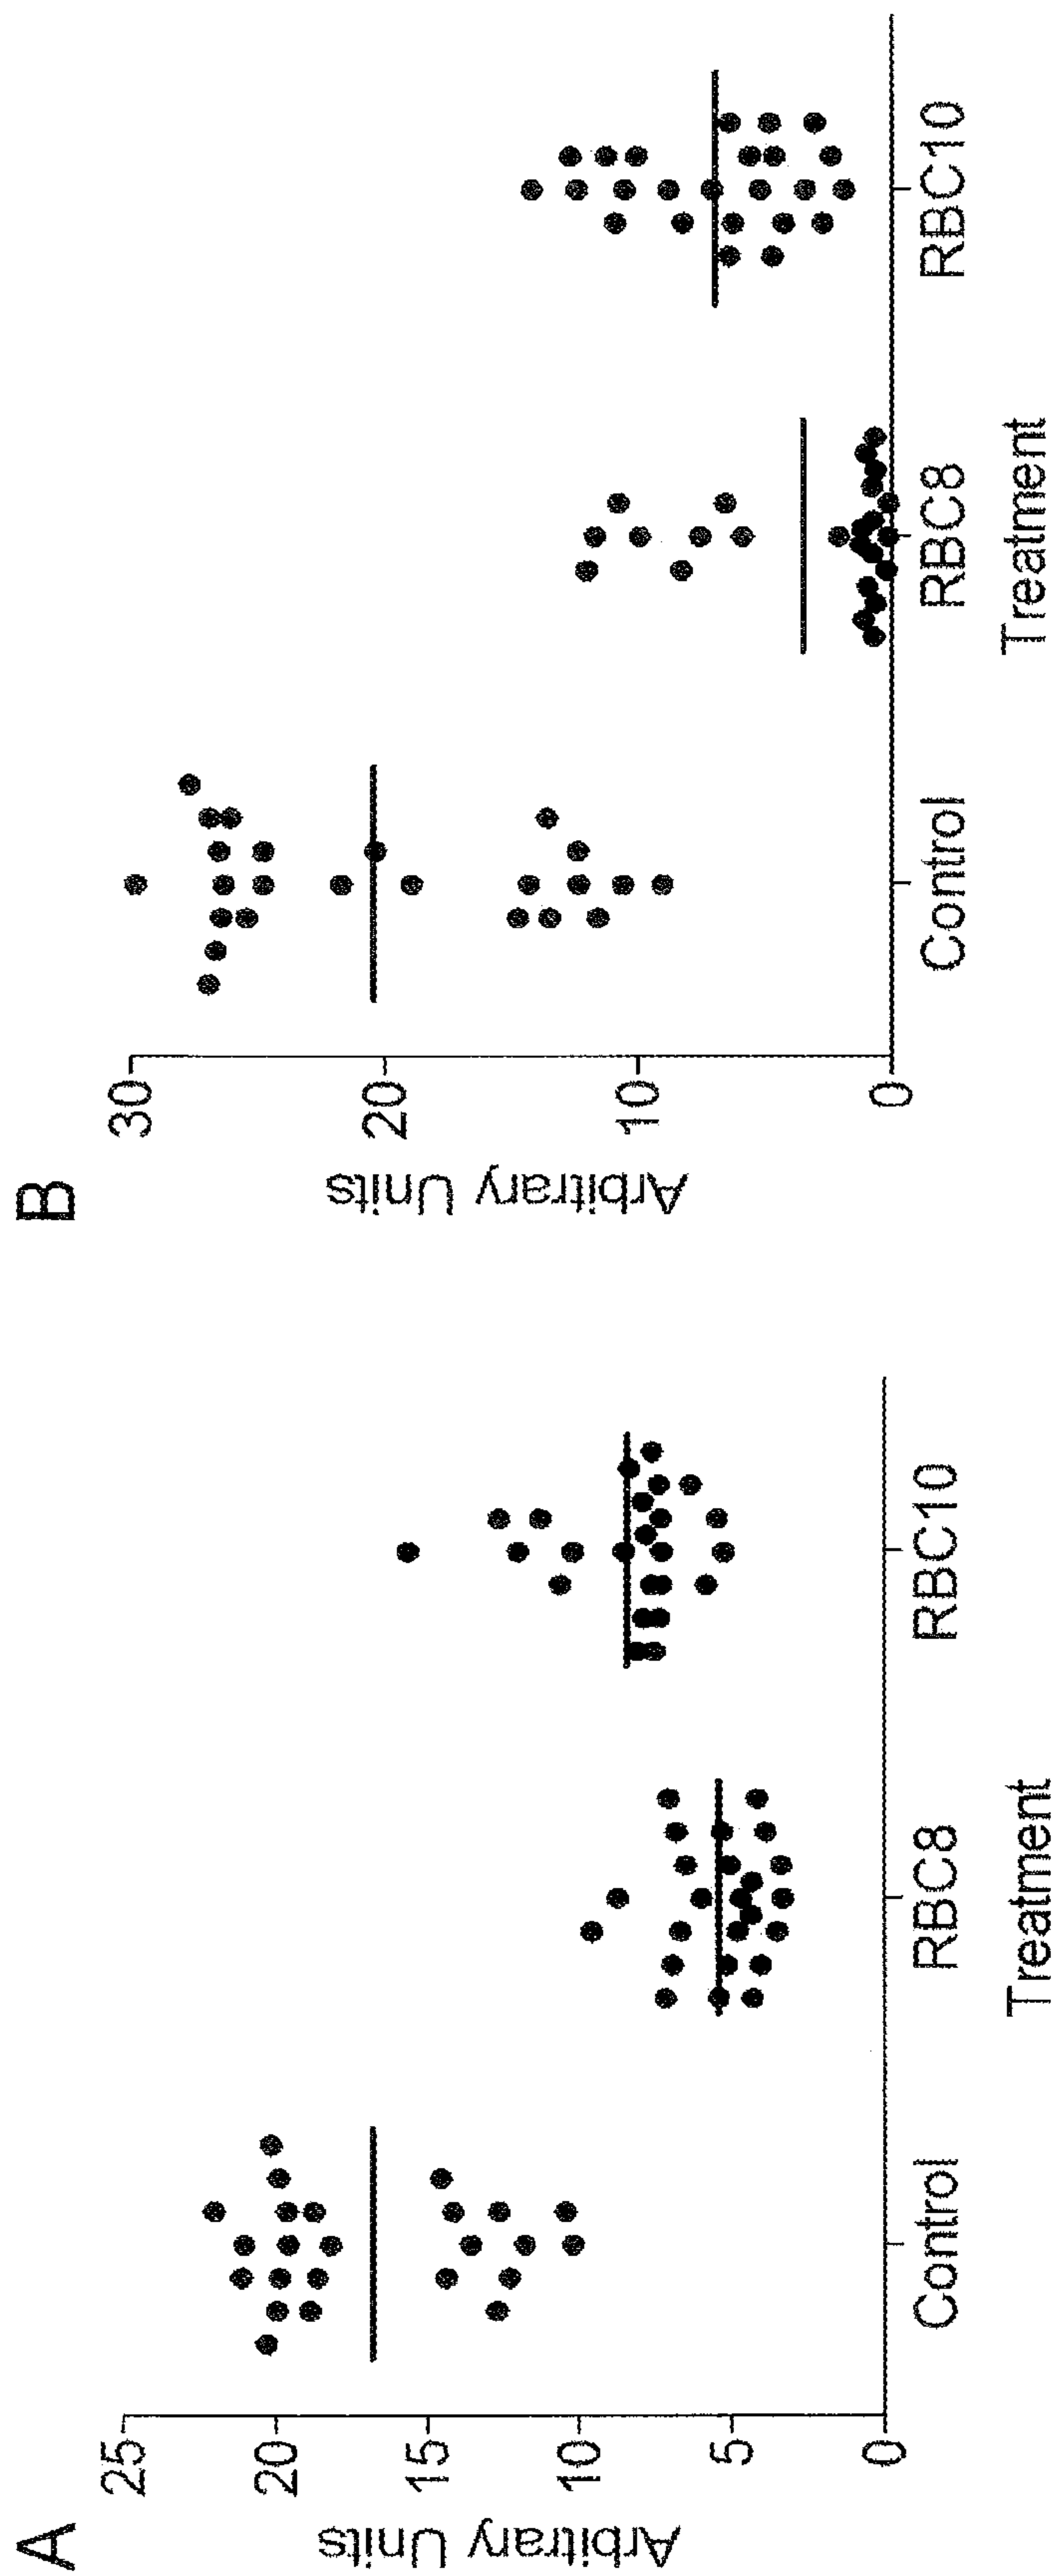 A
Arbitrary Units
25
20
15
10
5
0
Control
RBC8
RBC10
Treatment
B
Arbitrary Units
30
20
10
0
Control
RBC8
RBC10
Treatment